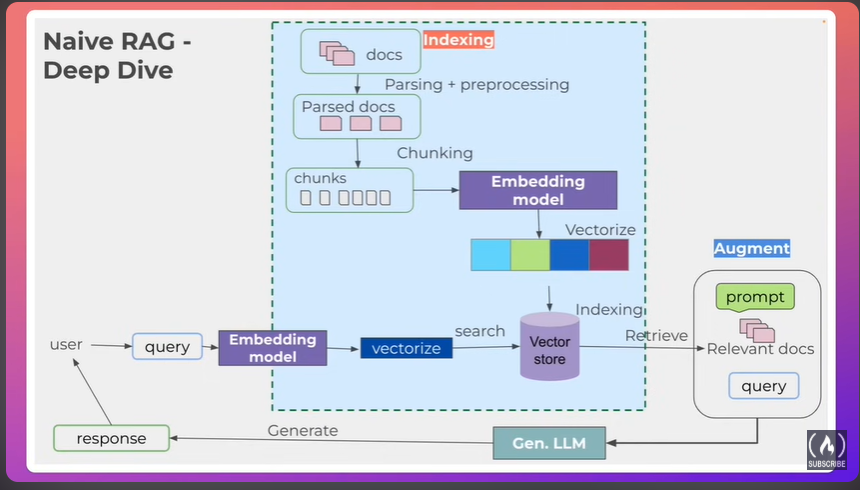 Naive RAG -
Deep Dive
Indexing
docs
Parsing + preprocessing
Parsed docs
Chunking
chunks
Embedding
model
Vectorize
Augment
prompt
Indexing
Relevant docs
query
user
query
Embedding
model
vectorize
search
Vector
store
Retrieve
response
Generate
Gen. LLM
SUBSCRIBE